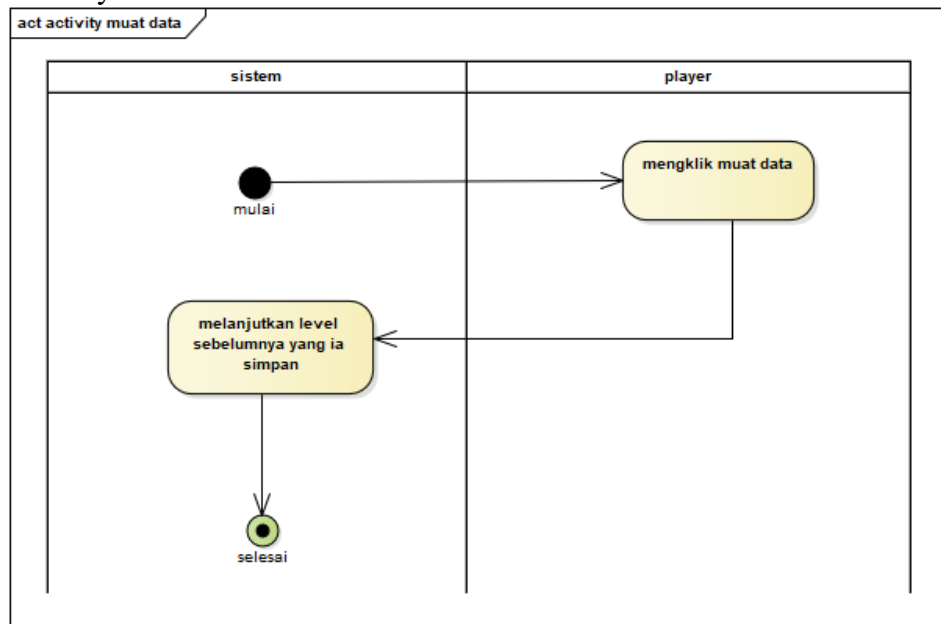 act activity muat data
sistem
player
mengklik muat data
mulai
melanjutkan level
sebelumnya yang ia
simpan
selesai